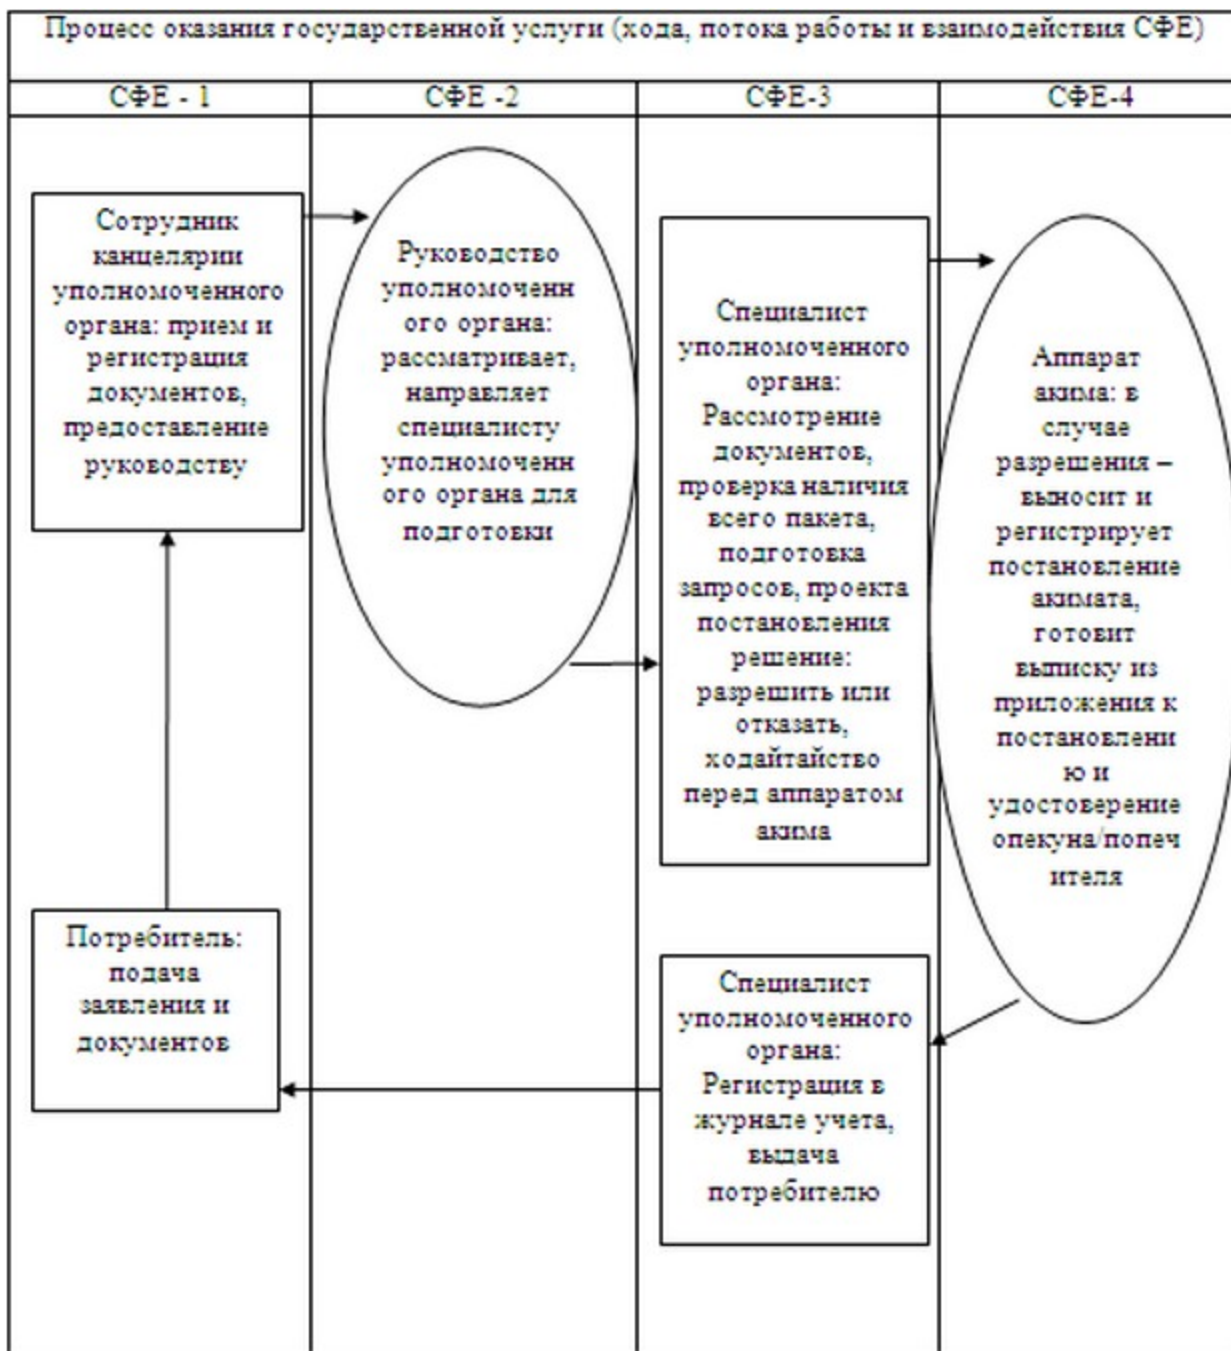 Процесс оказания государственной услуги (хода, потока работы и взаимодействия СФЕ)
СФЕ - 1
СФЕ -2
СФЕ-3
СФЕ-4
Сотрудник
канцелярии
уполномоченного
органа: прием и
регистрация
документов,
предоставление
руководству
Руководство
уполномоченн
ого органа:
рассматривает,
направляет
специалисту
уполномоченн
ого органа для
подготовки
Специалист
уполномоченного
органа:
Рассмотрение
документов,
проверка наличия
всего пакета,
подготовка
запросов, проекта
постановления
решение:
разрешить или
отказать,
ходайтайство
перед аппаратом
акима
Аппарат
акима: в
случае
разрешения –
выносит и
регистрирует
постановление
акимата,
готовит
выписку из
приложения к
постановлени
ю и
удостоверение
опекуна/попеч
ителя
Потребитель:
подача
заявления и
документов
Специалист
уполномоченного
органа:
Регистрация в
журнале учета,
выдача
потребителю